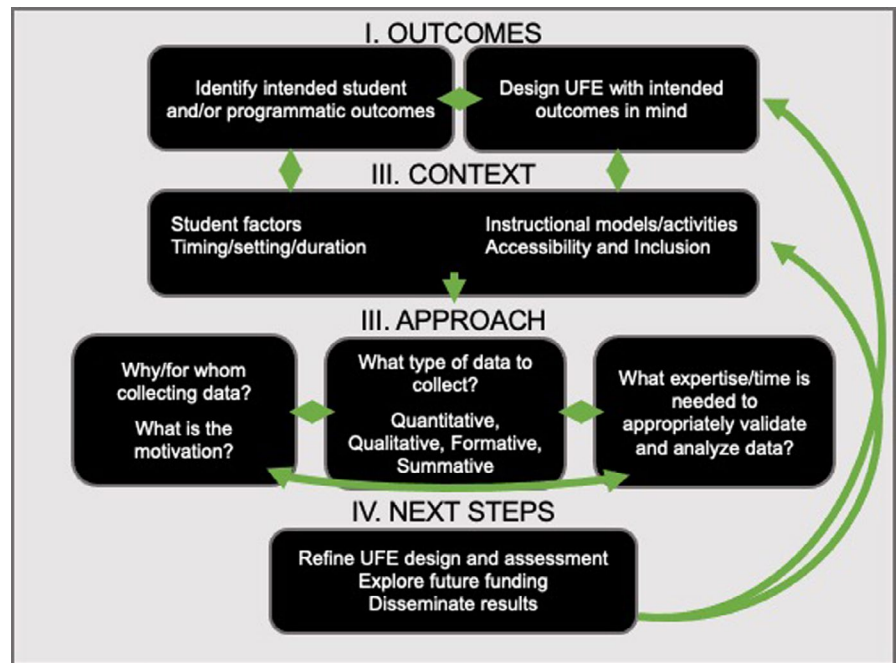 I. OUTCOMES
Identify intended student
and/or programmatic outcomes
Design UFE with intended
outcomes in mind
III. CONTEXT
Student factors
Timing/setting/duration
Instructional models/activities
Accessibility and Inclusion
III. APPROACH
Why/for whom
collecting data?
What is the
motivation?
What type of data to
collect?
Quantitative,
Qualitative, Formative,
Summative
What expertise/time is
needed to
appropriately validate
and analyze data?
IV. NEXT STEPS
Refine UFE design and assessment
Explore future funding
Disseminate results